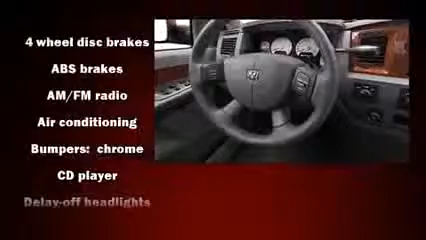 4 wheel disc brakes
ABS brakes
AM/FM radio
Air conditioning
Bumpers: chrome
CD player
Delay-off headlights